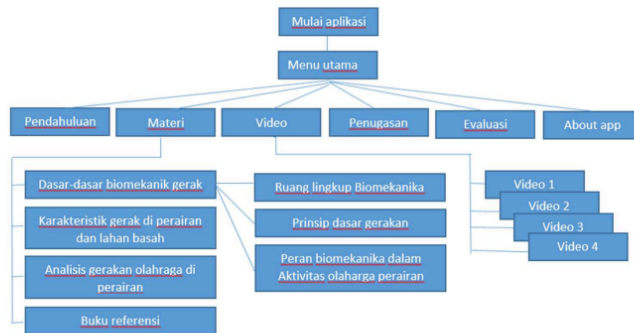 Mulai aplikasi
Menu utama
Pendahuluan
Materi
Video
Penugasan
Evaluasi
About app
Dasar-dasar biomekanik gerak
Karakteristik gerak di perairan
dan lahan basah
Analisis gerakan olahraga di
perairan
Buku referensi
Ruang lingkup Biomekanika
Prinsip dasar gerakan
Peran biomekanika dalam
Aktivitas olaharga perairan
Video 1
Video 2
Video 3
Video 4